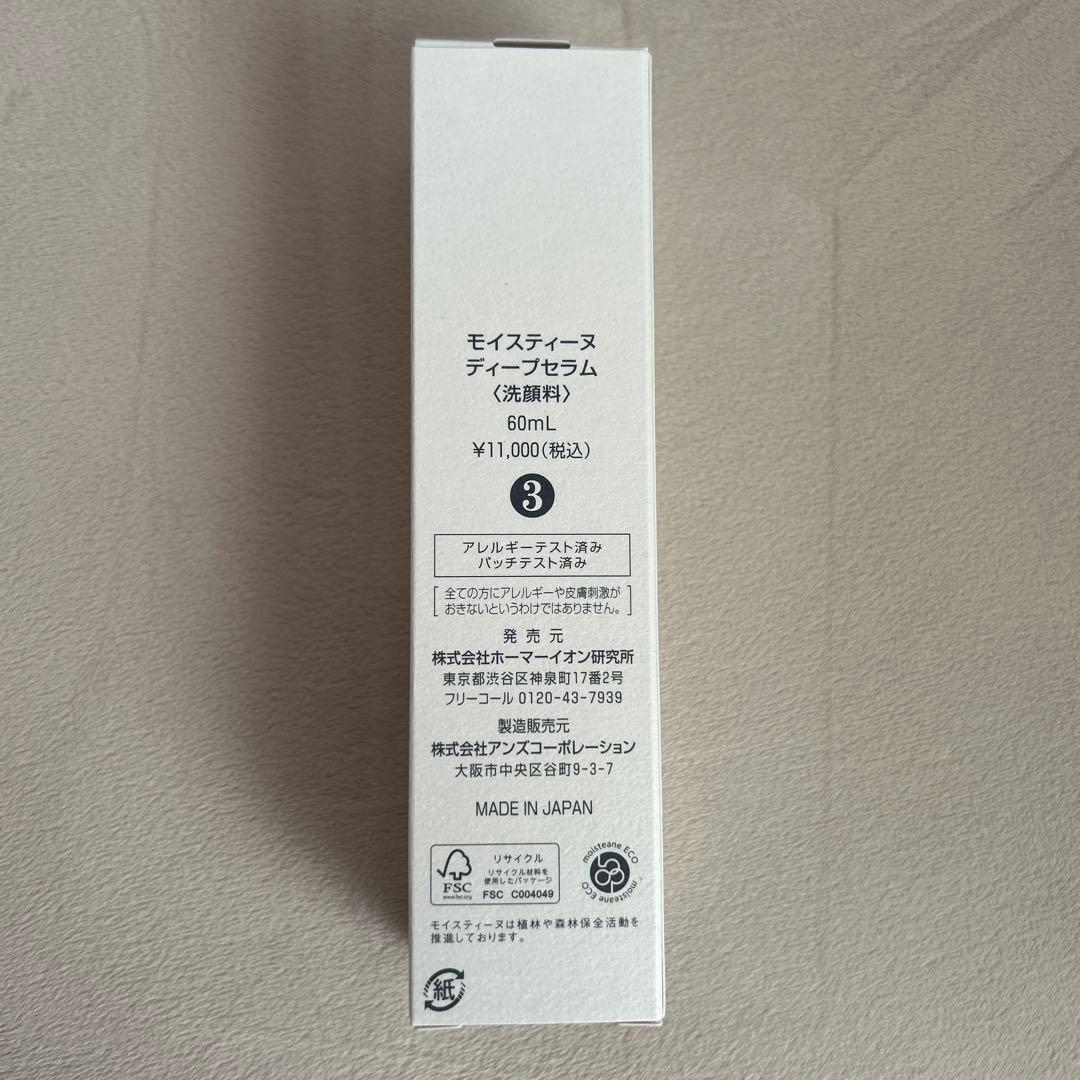 モイスティーヌ
ディープセラム
〈洗顔料〉
60mL
¥11,000(税込)
3
アレルギーテスト済み
パッチテスト済み
全ての方にアレルギーや皮膚刺激が
おきないというわけではありません。
発売元
株式会社ホーマーイオン研究所
東京都渋谷区神泉町17番2号
フリーコール 0120-43-7939
製造販売元
株式会社アンズコーポレーション
大阪市中央区谷町9-3-7
MADE IN JAPAN
FSC
www.fsc.org
リサイクル
リサイクル材料を
使用したパッケージ
FSC C004049
moisteane ECO
moisteane ECO
モイスティーヌは植林や森林保全活動を
推進しております。
紙